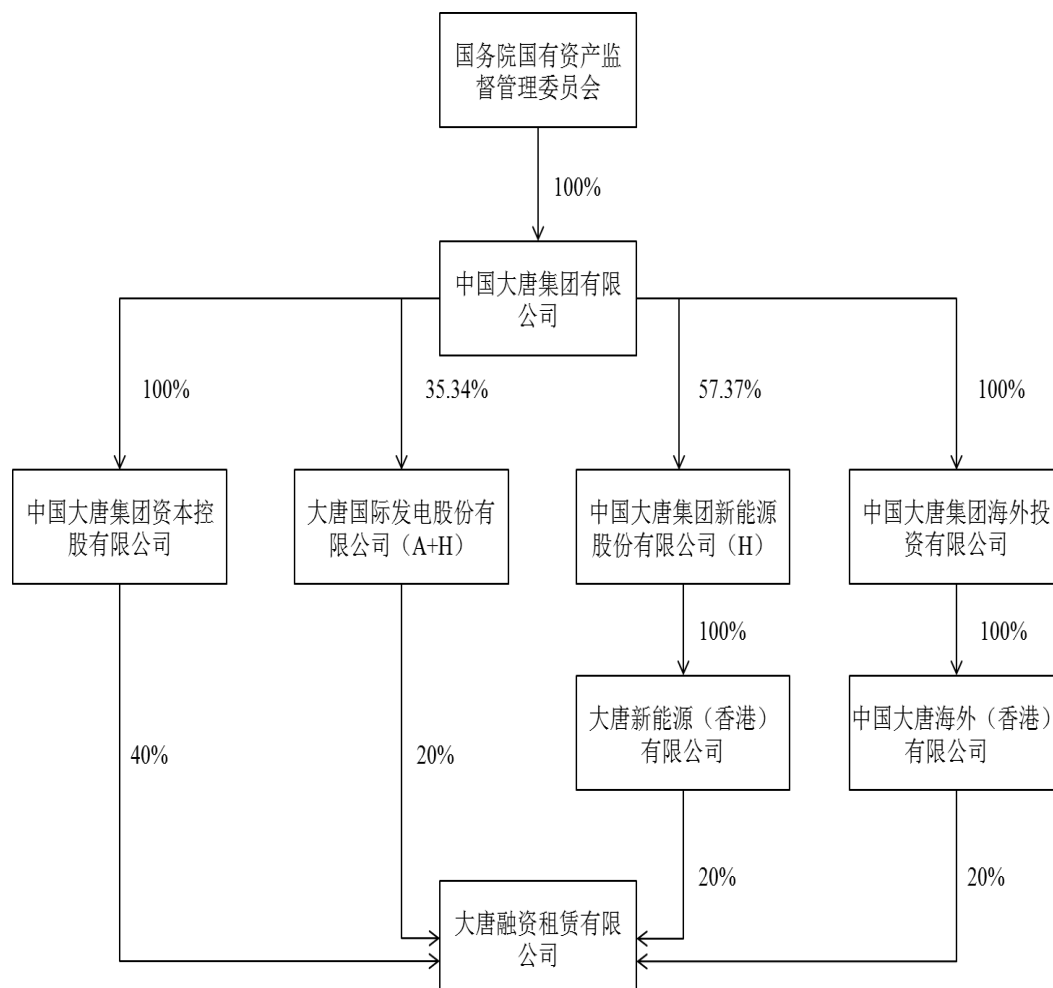 国务院国有资产监
督管理委员会
100%
中国大唐集团有限
公司
100%
35.34%
57.37%
100%
中国大唐集团资本控
股有限公司
大唐国际发电股份有
限公司（A+H）
中国大唐集团新能源
股份有限公司（H）
中国大唐集团海外投
资有限公司
100%
100%
大唐新能源（香港）
有限公司
中国大唐海外（香港）
有限公司
40%
20%
20%
20%
大唐融资租赁有限
公司